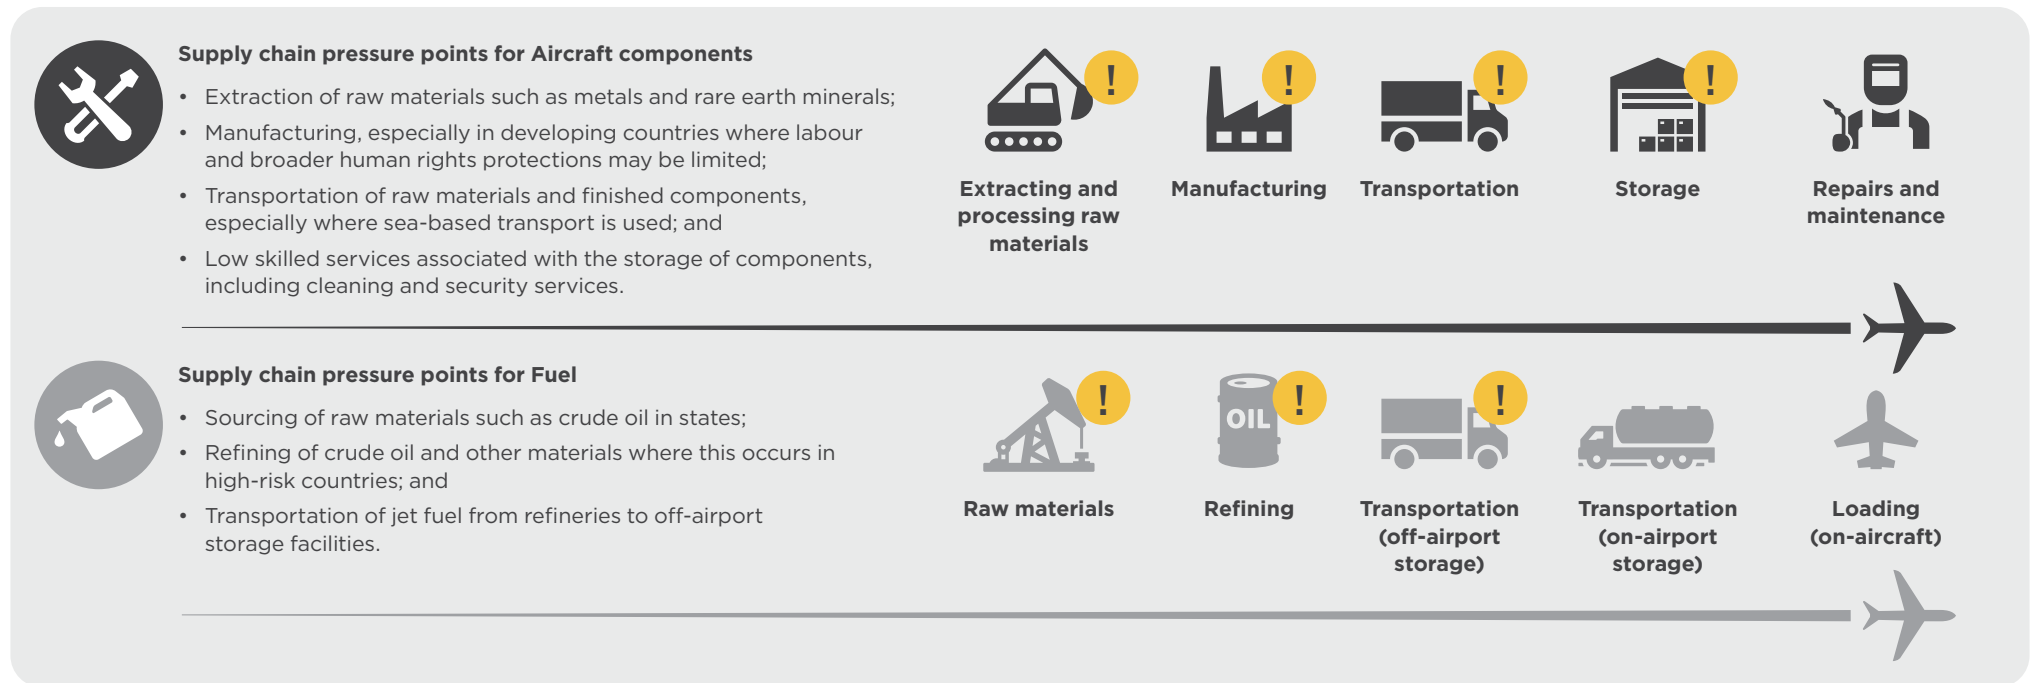 Supply chain pressure points for Aircraft components
• Extraction of raw materials such as metals and rare earth minerals;
• Manufacturing, especially in developing countries where labour
and broader human rights protections may be limited;
• Transportation of raw materials and finished components,
especially where sea-based transport is used; and
• Low skilled services associated with the storage of components,
including cleaning and security services.
!
!
!
!
Extracting and
processing raw
materials
Manufacturing
Transportation
Storage
Repairs and
maintenance
Supply chain pressure points for Fuel
• Sourcing of raw materials such as crude oil in states;
• Refining of crude oil and other materials where this occurs in
high-risk countries; and
• Transportation of jet fuel from refineries to off-airport
storage facilities.
!
OIL
!
!
Raw materials
Refining
Transportation
(off-airport
storage)
Transportation
(on-airport
storage)
Loading
(on-aircraft)